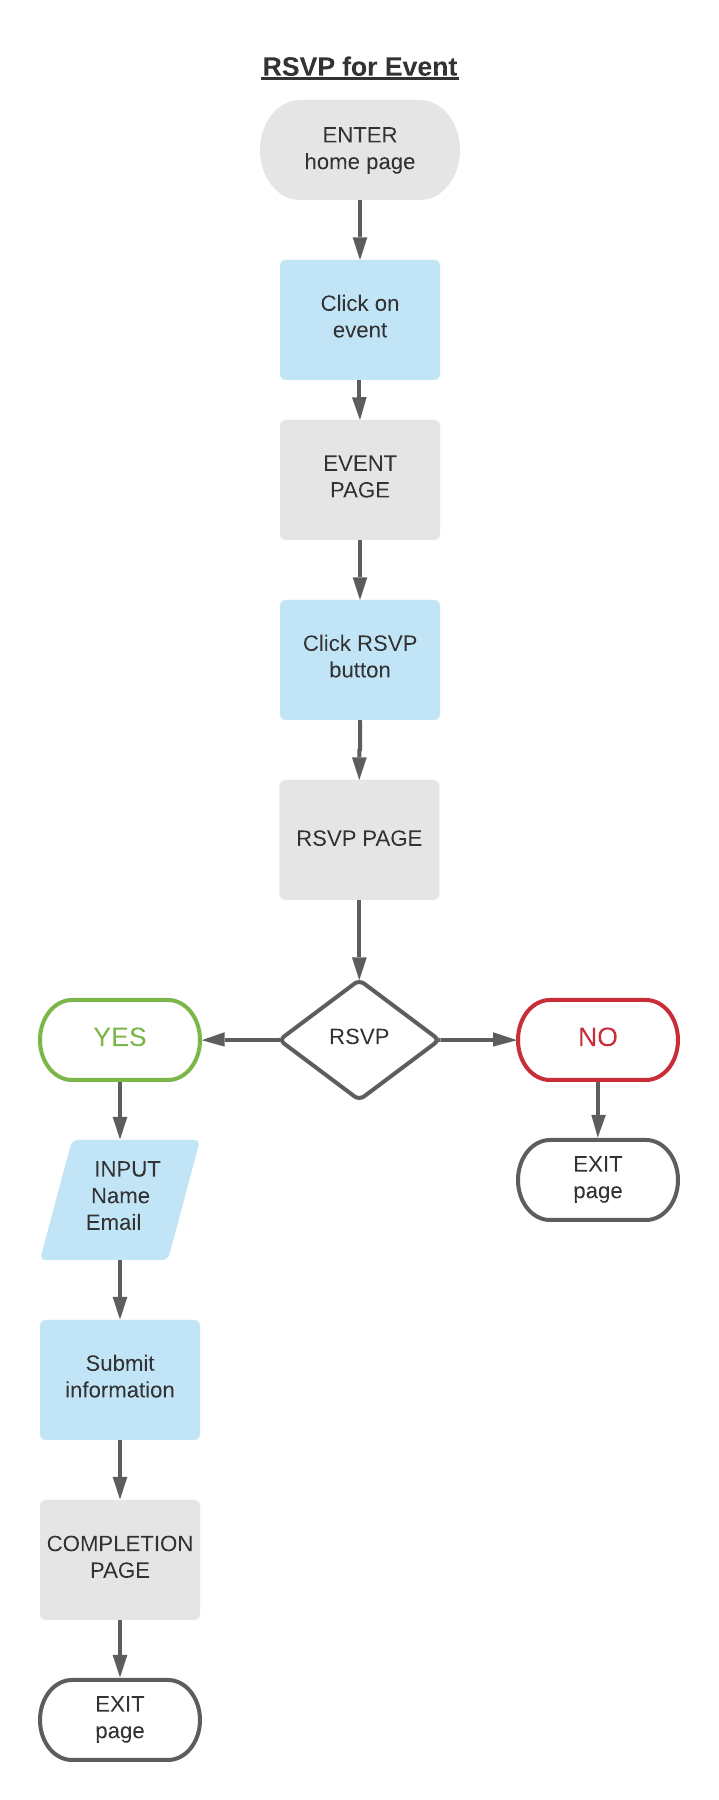 RSVP for Event
ENTER
home page
Click on
event
EVENT
PAGE
Click RSVP
button
RSVP PAGE
YES
RSVP
NO
INPUT
Name
Email
EXIT
page
Submit
information
COMPLETION
PAGE
EXIT
page